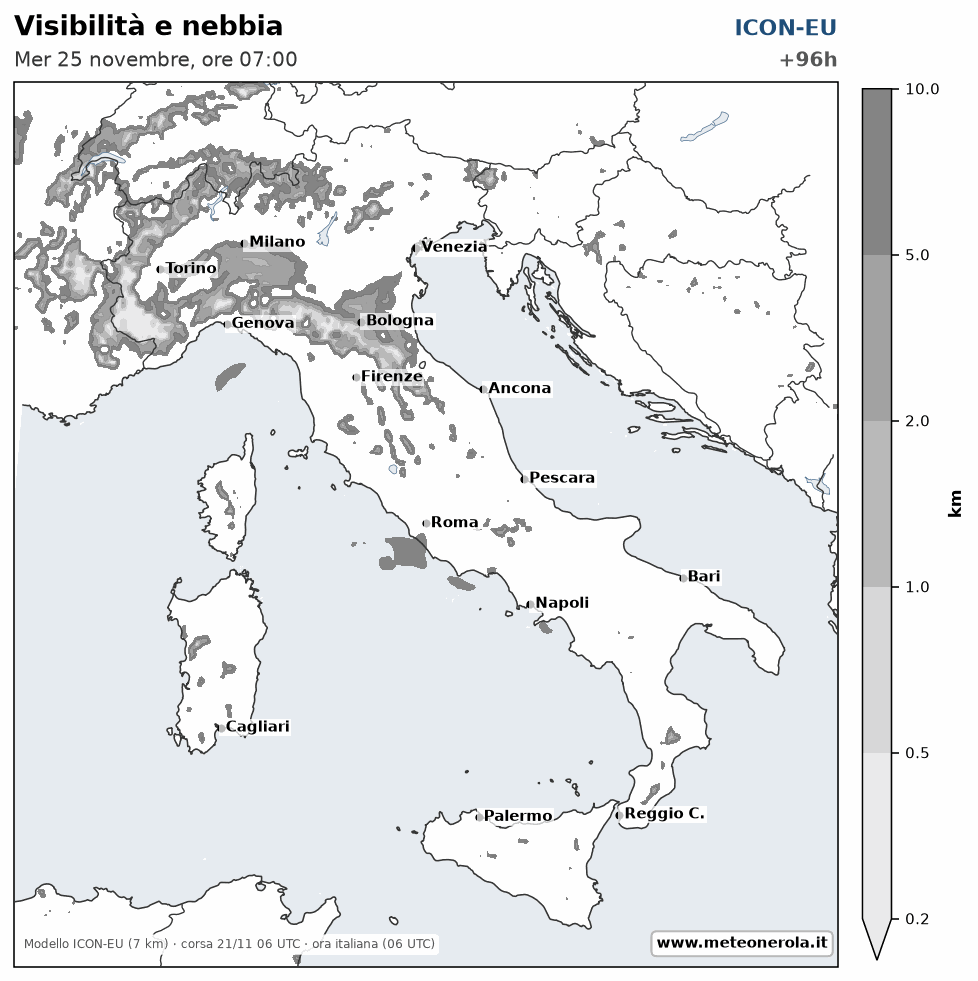 Visibilità e nebbia
ICON-EU
Mer 25 novembre, ore 07:00
+96h
10.0
5.0
2.0
1.0
0.5
0.2
km
Milano
Venezia
Torino
Genova
Bologna
Firenze
Ancona
Pescara
Roma
Bari
Napoli
Cagliari
Palermo
Reggio C.
Modello ICON-EU (7 km) · corsa 21/11 06 UTC · ora italiana (06 UTC)
www.meteonerola.it